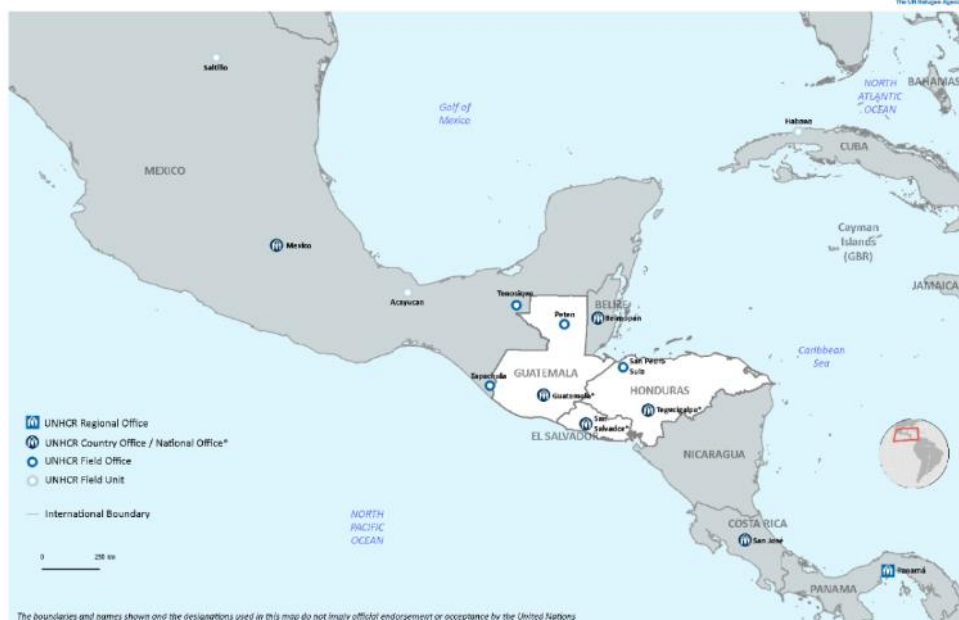 The UN Refugee Agency
Saltillo
NORTH
ATLANTIC
OCEAN
BAHAMAS
Golf of
Mexico
Habana
CUBA
MEXICO
Cayman
Islands
(GBR)
JAMAICA
Mexico
Acayucan
Tenosique
Peten
BELIZE
Belmopán
Caribbean
Sea
San Pedro
Sula
Tapachula
GUATEMALA
HONDURAS
Guatemala*
Tegucigalpa*
San
Salvador*
EL SALVADOR
NICARAGUA
UNHCR Regional Office
UNHCR Country Office / National Office*
UNHCR Field Office
UNHCR Field Unit
International Boundary
NORTH
PACIFIC
OCEAN
COSTA RICA
San José
0 250 km
Panamá
PANAMA
The boundaries and names shown and the designations used in this map do not imply official endorsement or acceptance by the United Nations